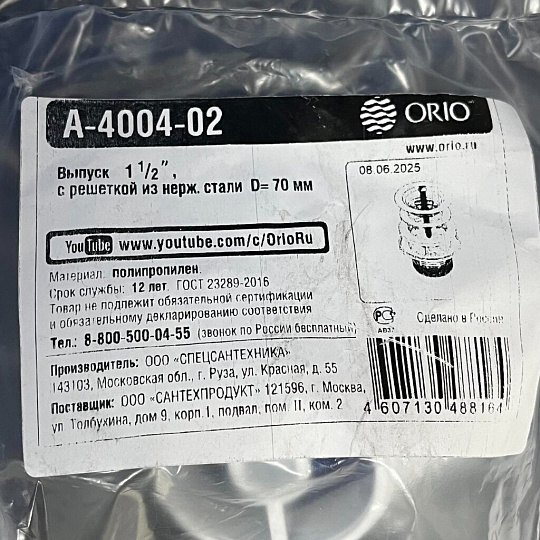 А-4004-02
ORIO
www.orio.ru
Выпуск 1 1/2",
с решеткой из нерж. стали D= 70 мм
08.06.2025
YouTube www.youtube.com/c/OrioRu
Материал: полипропилен.
Срок службы: 12 лет. ГОСТ 23289-2016
Товар не подлежит обязательной сертификации
и обязательному декларированию соответствия
Тел.: 8-800-500-04-55 (звонок по России бесплатный)
РСТ
Сделано в России
Производитель: ООО «СПЕЦСАНТЕХНИКА»
143103, Московская обл., г. Руза, ул. Красная, д. 55
Поставщик: ООО «САНТЕХПРОДУКТ» 121596, г. Москва,
ул. Толбухина, дом 9, корп.1, подвал, пом. II, ком. 2
4 607130 488164